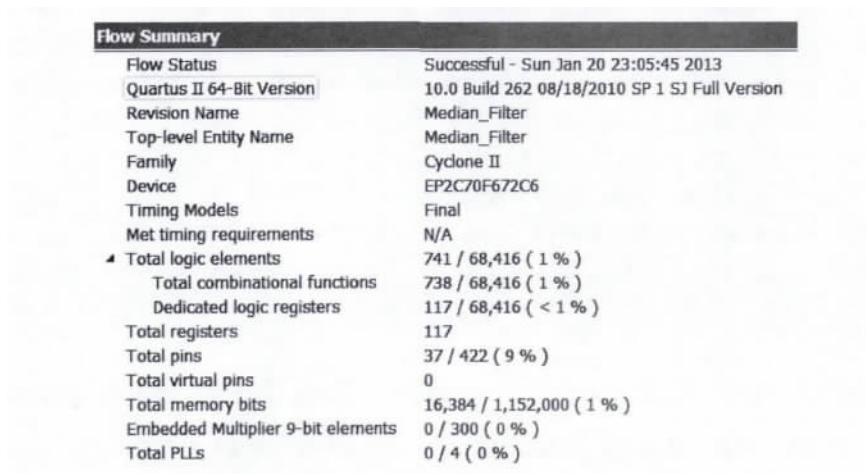 Flow Summary
Flow Status Successful - Sun Jan 20 23:05:45 2013
Quartus II 64-Bit Version 10.0 Build 262 08/18/2010 SP 1 SJ Full Version
Revision Name Median_Filter
Top-level Entity Name Median_Filter
Family Cyclone II
Device EP2C70F672C6
Timing Models Final
Met timing requirements N/A
Total logic elements 741 / 68,416 ( 1 % )
Total combinational functions 738 / 68,416 ( 1 % )
Dedicated logic registers 117 / 68,416 ( < 1 % )
Total registers 117
Total pins 37 / 422 ( 9 % )
Total virtual pins 0
Total memory bits 16,384 / 1,152,000 ( 1 % )
Embedded Multiplier 9-bit elements 0 / 300 ( 0 % )
Total PLLs 0 / 4 ( 0 % )